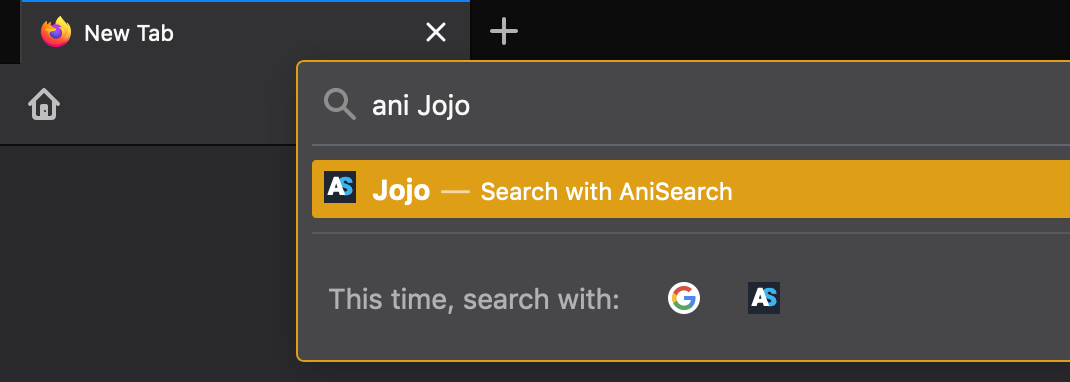 New Tab
ani Jojo
AS Jojo — Search with AniSearch
This time, search with: G AS